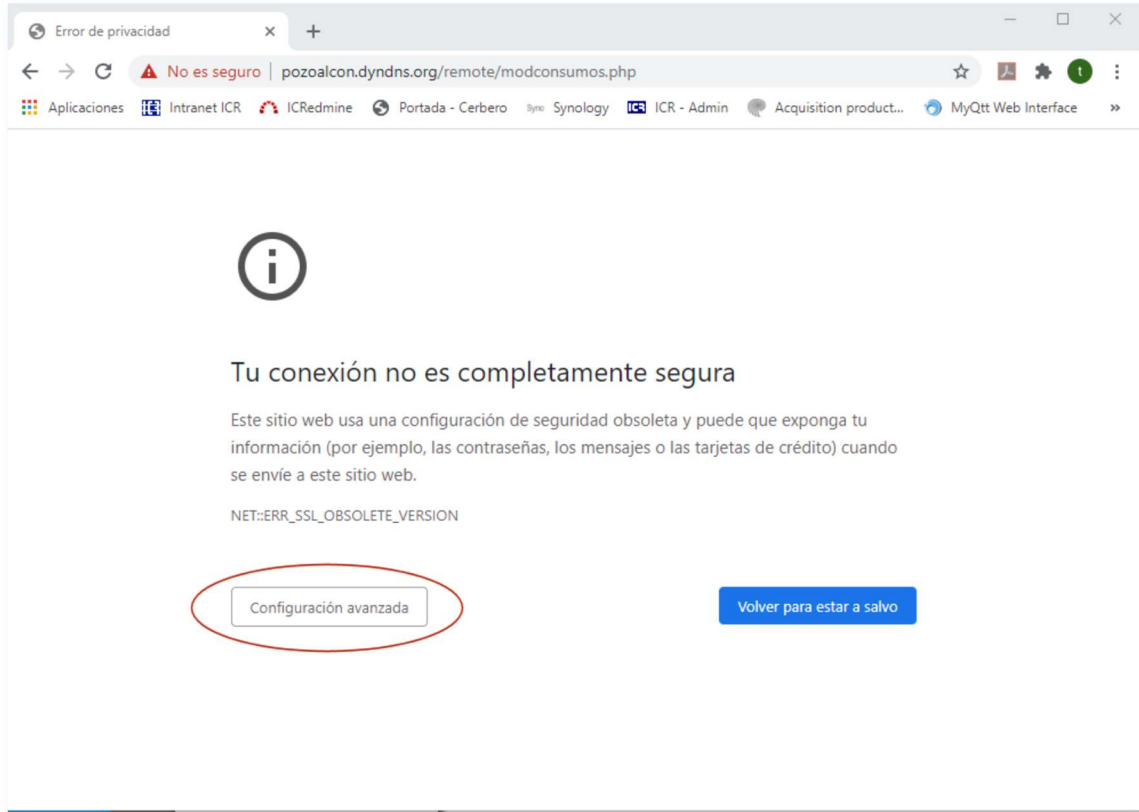 Error de privacidad
No es seguro | pozoalcon.dyndns.org/remote/modconsumos.php
t
Aplicaciones Intranet ICR ICRedmine Portada - Cerbero Sync Synology ICR ICR - Admin Acquisition product... MyQtt Web Interface »
Tu conexión no es completamente segura
Este sitio web usa una configuración de seguridad obsoleta y puede que exponga tu
información (por ejemplo, las contraseñas, los mensajes o las tarjetas de crédito) cuando
se envíe a este sitio web.
NET::ERR_SSL_OBSOLETE_VERSION
Configuración avanzada Volver para estar a salvo